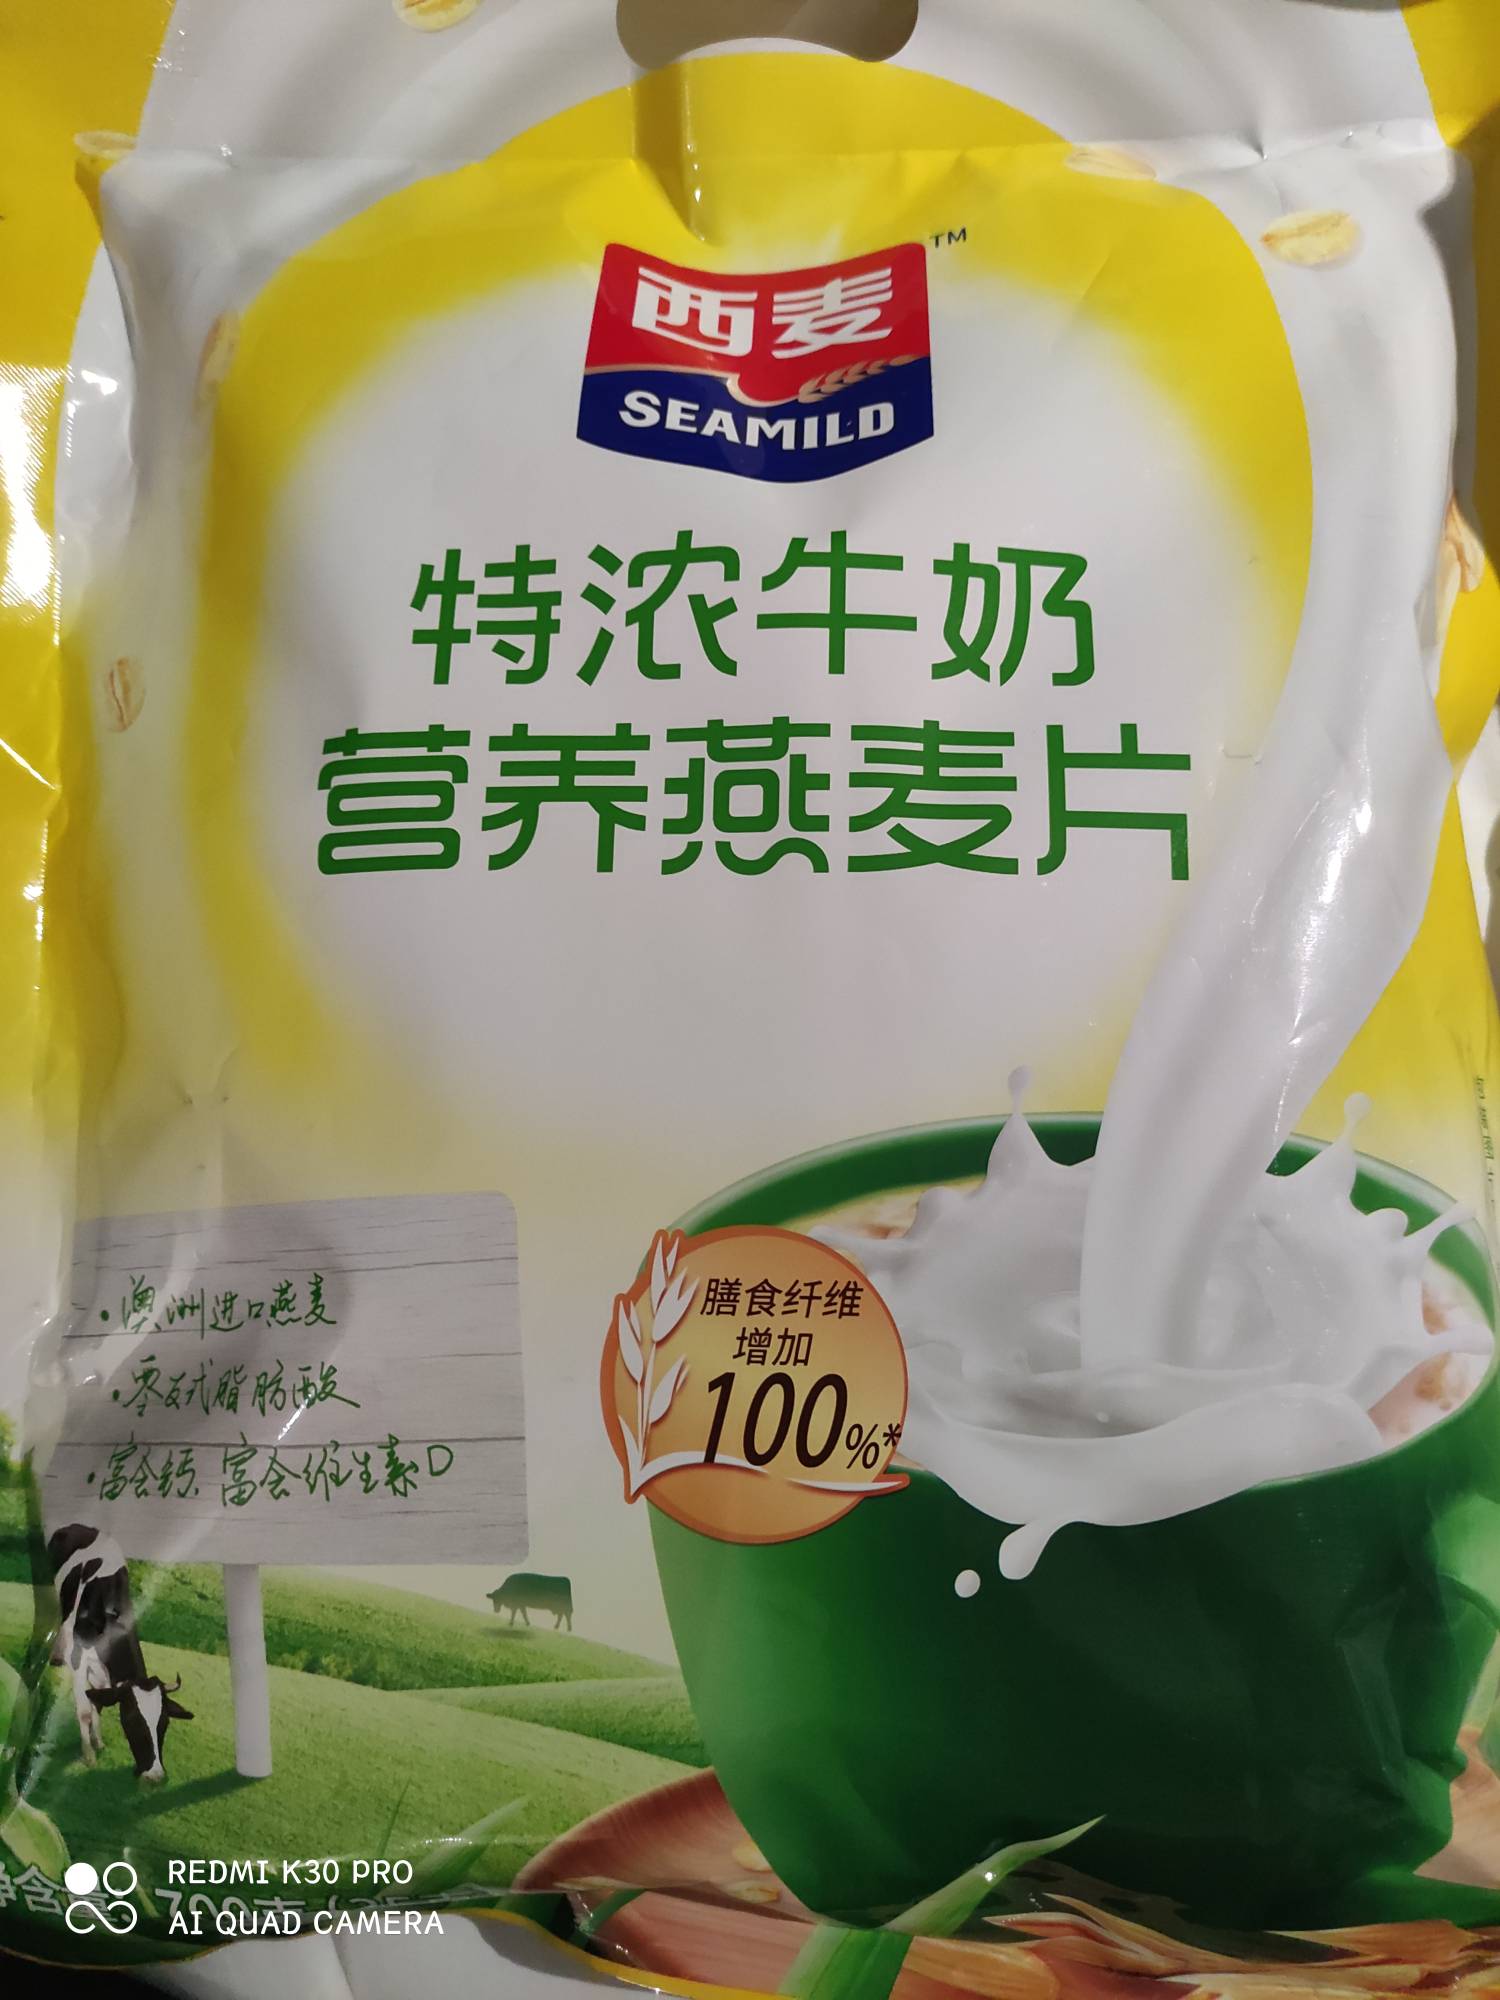 西麦
TM
SEAMILD
特浓牛奶
营养燕麦片
·澳洲进口燕麦
·零反式脂肪酸
·富含钙、富含维生素D
膳食纤维
增加
100%*
REDMI K30 PRO
AI QUAD CAMERA